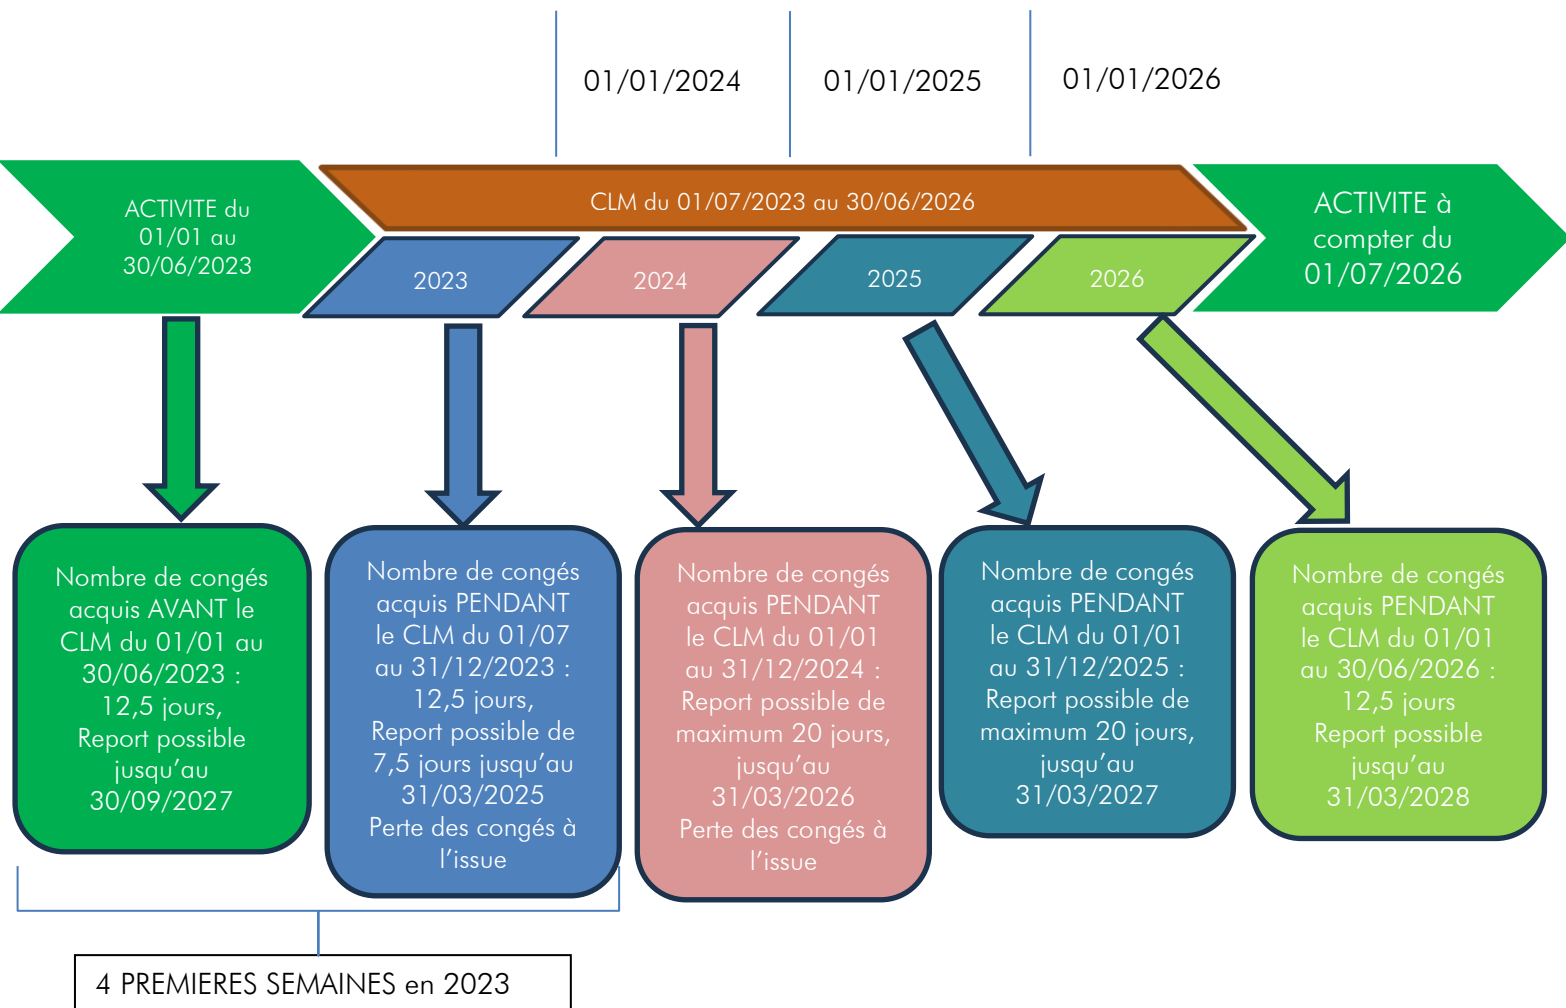 01/01/2024
01/01/2025
01/01/2026
ACTIVITE du
01/01 au
30/06/2023
CLM du 01/07/2023 au 30/06/2026
ACTIVITE à
compter du
01/07/2026
2023
2024
2025
2026
Nombre de congés
acquis AVANT le
CLM du 01/01 au
30/06/2023 :
12,5 jours,
Report possible
jusqu’au
30/09/2027
Nombre de congés
acquis PENDANT
le CLM du 01/07
au 31/12/2023 :
12,5 jours,
Report possible de
7,5 jours jusqu’au
31/03/2025
Perte des congés à
l’issue
Nombre de congés
acquis PENDANT
le CLM du 01/01
au 31/12/2024 :
Report possible de
maximum 20 jours,
jusqu’au
31/03/2026
Perte des congés à
l’issue
Nombre de congés
acquis PENDANT
le CLM du 01/01
au 31/12/2025 :
Report possible de
maximum 20 jours,
jusqu’au
31/03/2027
Nombre de congés
acquis PENDANT
le CLM du 01/01
au 30/06/2026 :
12,5 jours
Report possible
jusqu’au
31/03/2028
4 PREMIERES SEMAINES en 2023